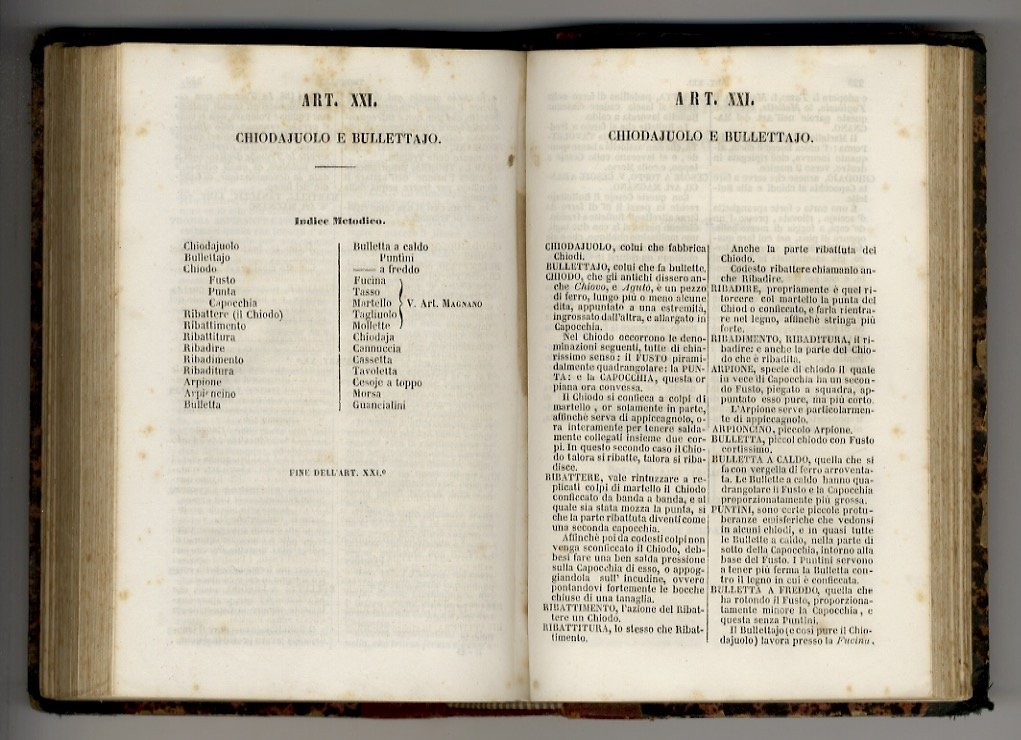 ART. XXI.
CHIODAJUOLO E BULLETTAJO.
Indice Metodico.
Chiodajuolo
Bullettajo
Chiodo
Fusto
Punta
Capocchia
Ribattere (il Chiodo)
Ribattimento
Ribattitura
Ribadire
Ribadimento
Ribaditura
Arpione
Arpioncino
Bulletta
Bulletta a caldo
Puntini
—— a freddo
Fucina
Tasso
Martello } V. Art. MAGNANO
Tagliuolo
Mollette
Chiodaja
Cannuccia
Cassetta
Tavoletta
Cesoje a toppo
Morsa
Guancialini
FINE DELL'ART. XXI.º
ART. XXI.
CHIODAJUOLO E BULLETTAJO.
CHIODAJUOLO, colui che fabbrica
Chiodi.
BULLETTAJO, colui che fa bullette.
CHIODO, che gli antichi dissero an-
che Chiovo, e Aguto, è un pezzo
di ferro, lungo più o meno alcune
dita, appuntato a una estremità,
ingrossato dall'altra, e allargato in
Capocchia.
Nel Chiodo occorrono le deno-
minazioni seguenti, tutte di chia-
rissimo senso: il FUSTO pirami-
dalmente quadrangolare: la PUN-
TA: e la CAPOCCHIA, questa or
piana ora convessa.
Il Chiodo si conficca a colpi di
martello, or solamente in parte,
affinchè serva di appiccagnolo, o-
ra interamente per tenere salda-
mente collegati insieme due cor-
pi. In questo secondo caso il Chio-
do talora si ribatte, talora si riba-
disce.
RIBATTERE, vale rintuzzare a re-
plicati colpi di martello il Chiodo
conficcato da banda a banda, e al
quale sia stata mozza la punta, sì
che la parte ribattuta diventi come
una seconda capocchia.
Affinchè poi da codesti colpi non
venga sconficcato il Chiodo, deb-
besi fare una ben salda pressione
sulla Capocchia di esso, o appog-
giandola sull' incudine, ovvero
pontandovi fortemente le bocche
chiuse di una tanaglia.
RIBATTIMENTO, l'azione del Ribat-
tere un Chiodo.
RIBATTITURA, lo stesso che Ribat-
timento.
Anche la parte ribattuta del
Chiodo.
Codesto ribattere chiamanlo an-
che Ribadire.
RIBADIRE, propriamente è quel ri-
torcere col martello la punta del
Chiodo conficcato, e farla rientra-
re nel legno, affinchè stringa più
forte.
RIBADIMENTO, RIBADITURA, il ri-
badire: e anche la parte del Chio-
do che è ribadita.
ARPIONE, specie di chiodo il quale
in vece di Capocchia ha un secon-
do Fusto, piegato a squadra, ap-
puntato esso pure, ma più corto.
L'Arpione serve particolarmen-
te di appiccagnolo.
ARPIONCINO, piccolo Arpione.
BULLETTA, piccol chiodo con Fusto
cortissimo.
BULLETTA A CALDO, quella che si
fa con vergella di ferro arroventa-
ta. Le Bullette a caldo hanno qua-
drangolare il Fusto e la Capocchia
proporzionatamente più grossa.
PUNTINI, sono certe piccole protu-
beranze emisferiche che vedonsi
in alcuni chiodi, e in quasi tutte
le Bullette a caldo, nella parte di
sotto della Capocchia, intorno alla
base del Fusto. I Puntini servono
a tener più ferma la Bulletta con-
tro il legno in cui è conficcata.
BULLETTA A FREDDO, quella che
ha rotondo il Fusto, proporziona-
tamente minore la Capocchia, e
questa senza Puntini.
Il Bullettajo (e così pure il Chio-
dajuolo) lavora presso la Fucina,